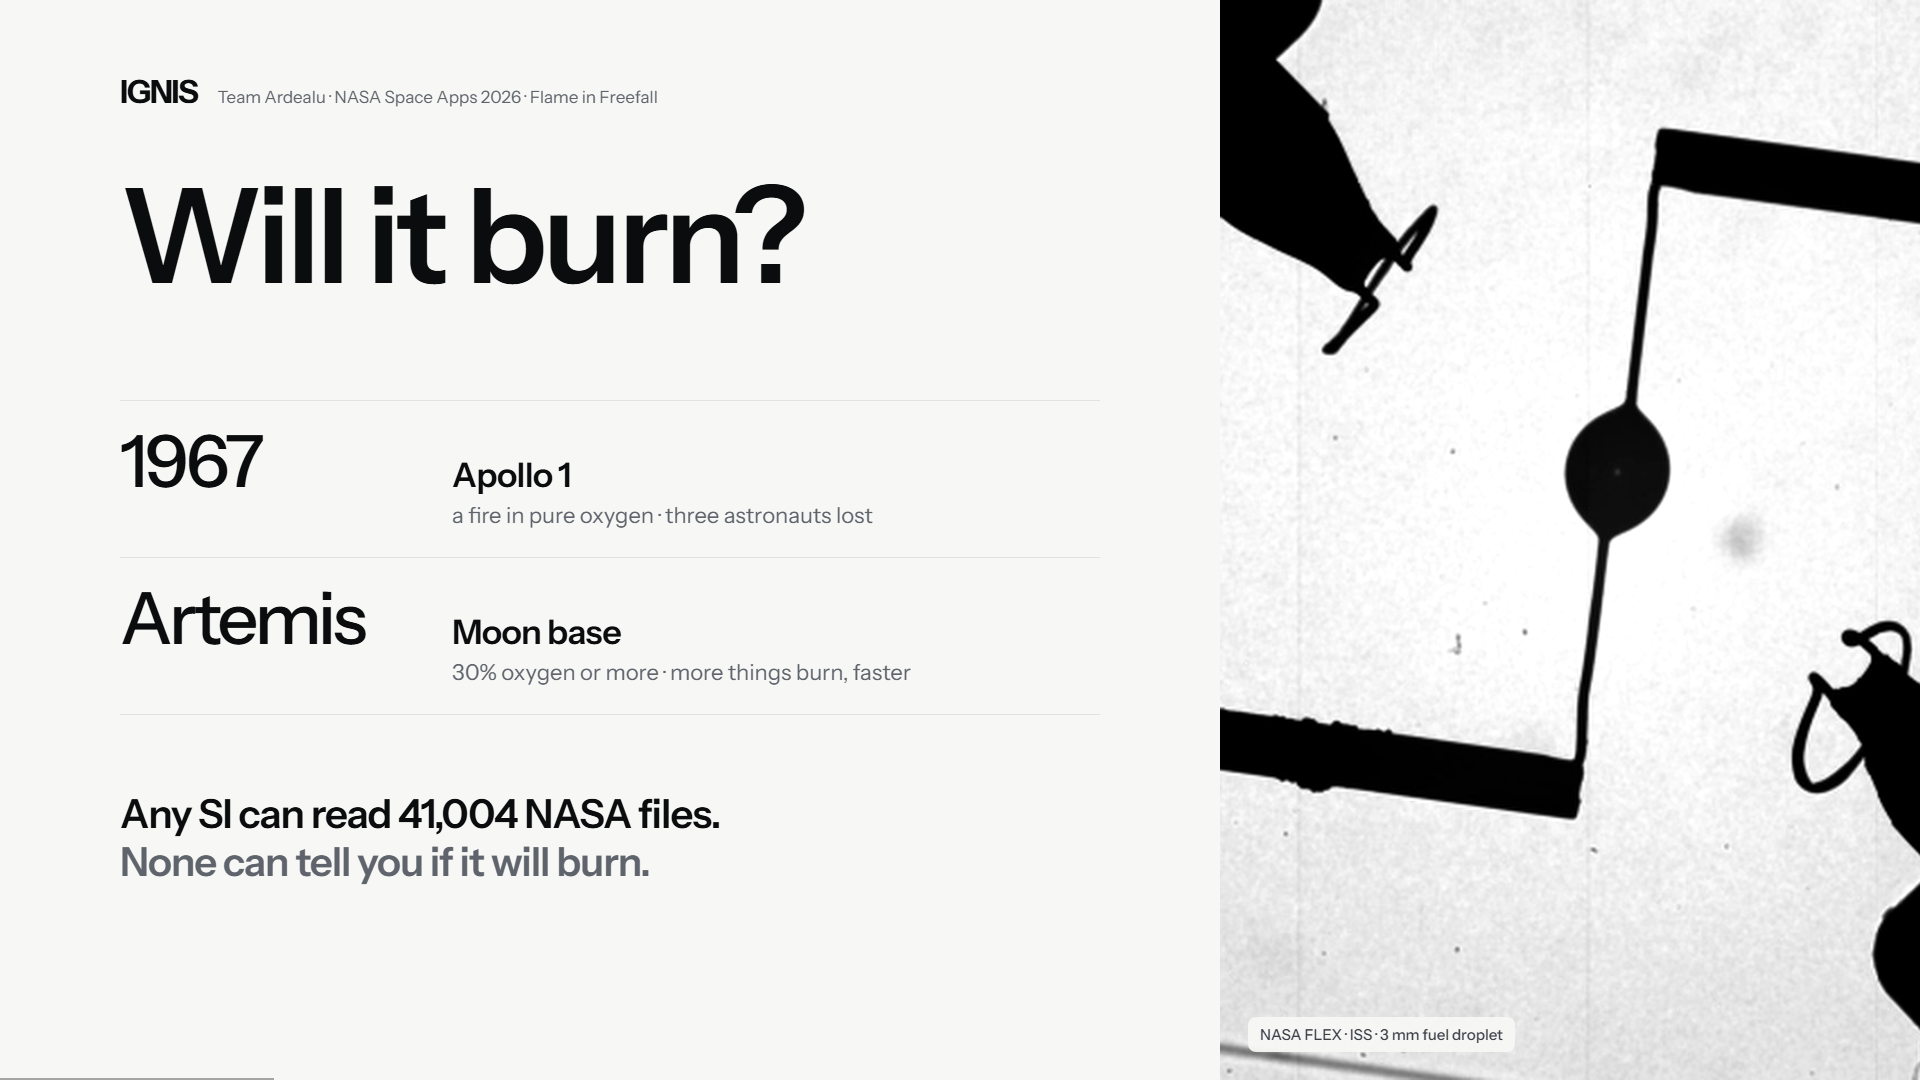 IGNIS Team Ardealu · NASA Space Apps 2026 · Flame in Freefall
Will it burn?
1967
Apollo 1
a fire in pure oxygen · three astronauts lost
Artemis
Moon base
30% oxygen or more · more things burn, faster
Any SI can read 41,004 NASA files.
None can tell you if it will burn.
NASA FLEX · ISS · 3 mm fuel droplet